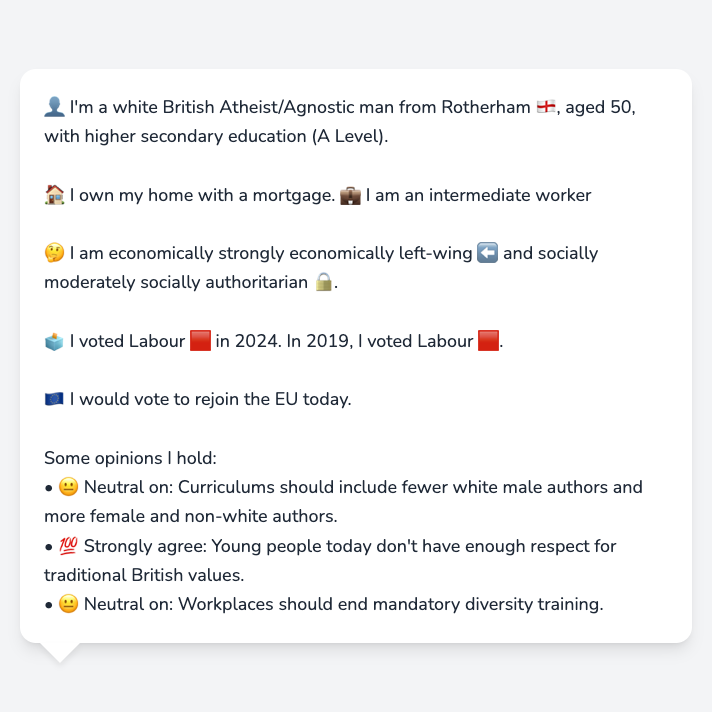 👤 I'm a white British Atheist/Agnostic man from Rotherham 🏴󠁧󠁢󠁥󠁮󠁧󠁿, aged 50,
with higher secondary education (A Level).
🏠 I own my home with a mortgage. 💼 I am an intermediate worker
🤔 I am economically strongly economically left-wing ⬅️ and socially
moderately socially authoritarian 🔒.
🗳️ I voted Labour 🟥 in 2024. In 2019, I voted Labour 🟥.
🇪🇺 I would vote to rejoin the EU today.
Some opinions I hold:
• 😐 Neutral on: Curriculums should include fewer white male authors and
more female and non-white authors.
• 💯 Strongly agree: Young people today don't have enough respect for
traditional British values.
• 😐 Neutral on: Workplaces should end mandatory diversity training.